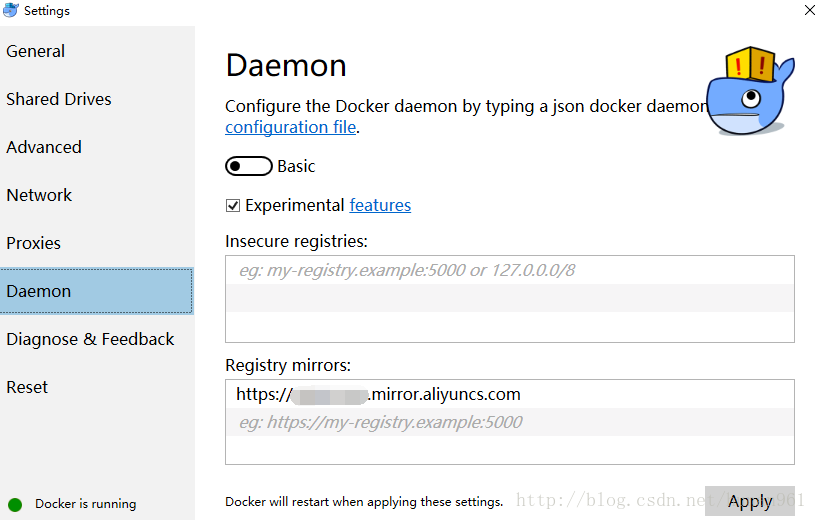 Settings
General
Shared Drives
Advanced
Network
Proxies
Daemon
Diagnose & Feedback
Reset
Docker is running
Daemon
Configure the Docker daemon by typing a json docker daemon
configuration file.
Basic
Experimental features
Insecure registries:
eg: my-registry.example:5000 or 127.0.0.0/8
Registry mirrors:
https:// .mirror.aliyuncs.com
eg: https://my-registry.example:5000
Docker will restart when applying these settings.
http://blog.csdn.net/
Apply